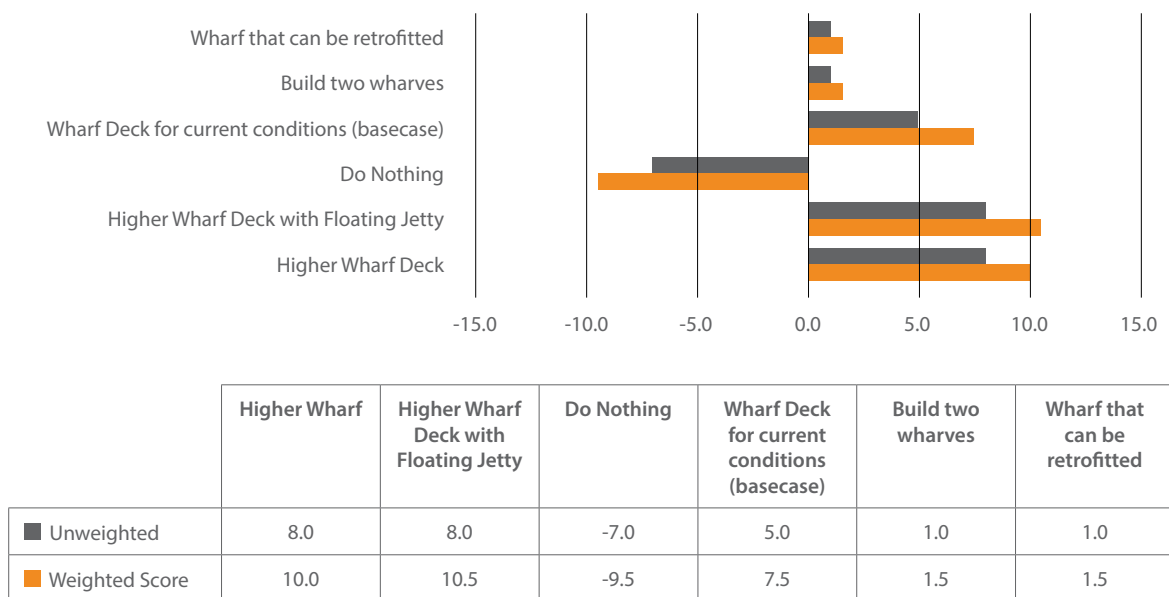 Wharf that can be retrofitted
Build two wharves
Wharf Deck for current conditions (basecase)
Do Nothing
Higher Wharf Deck with Floating Jetty
Higher Wharf Deck
-15.0 -10.0 -5.0 0.0 5.0 10.0 15.0
Higher Wharf
Higher Wharf
Deck with
Floating Jetty
Do Nothing
Wharf Deck
for current
conditions
(basecase)
Build two
wharves
Wharf that
can be
retrofitted
Unweighted 8.0 8.0 -7.0 5.0 1.0 1.0
Weighted Score 10.0 10.5 -9.5 7.5 1.5 1.5